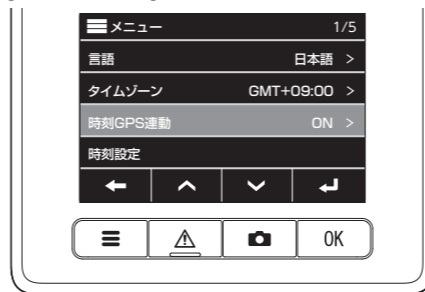 メニュー 1/5
言語 日本語 >
タイムゾーン GMT+09:00 >
時刻GPS連動 ON >
時刻設定
OK